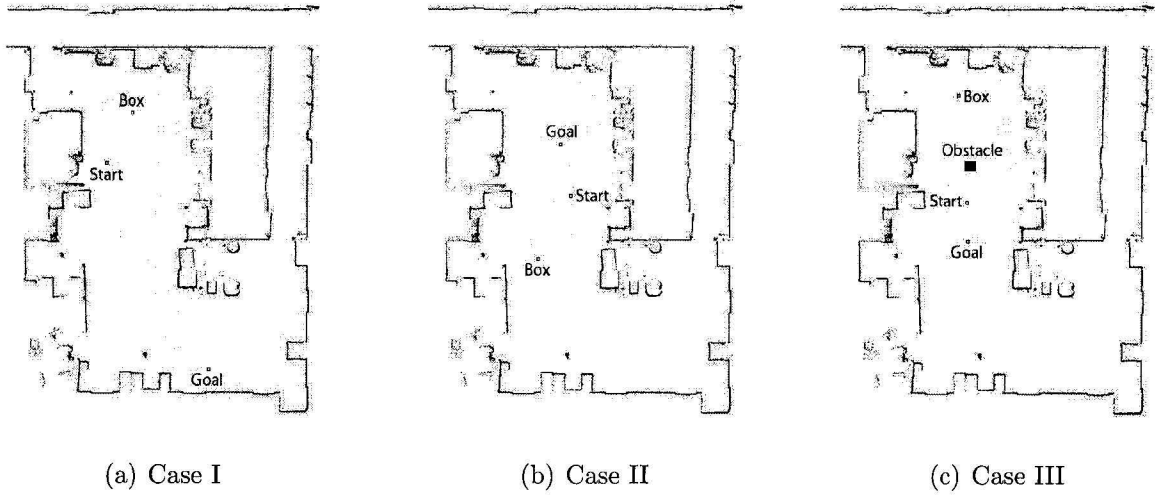 Box
Start
Goal
(a) Case I
Goal
Start
Box
(b) Case II
Box
Obstacle
Start
Goal
(c) Case III